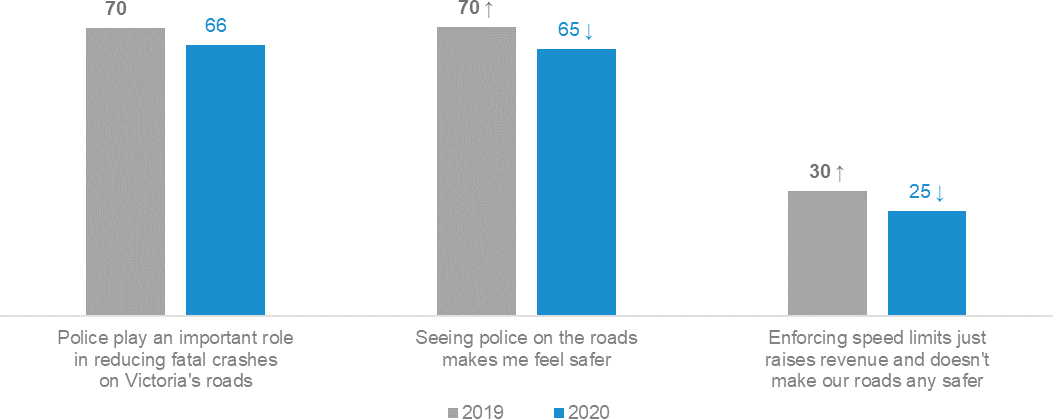 70
66
70 ↑
65 ↓
30 ↑
25 ↓
Police play an important role
in reducing fatal crashes
on Victoria's roads
Seeing police on the roads
makes me feel safer
Enforcing speed limits just
raises revenue and doesn't
make our roads any safer
2019 2020